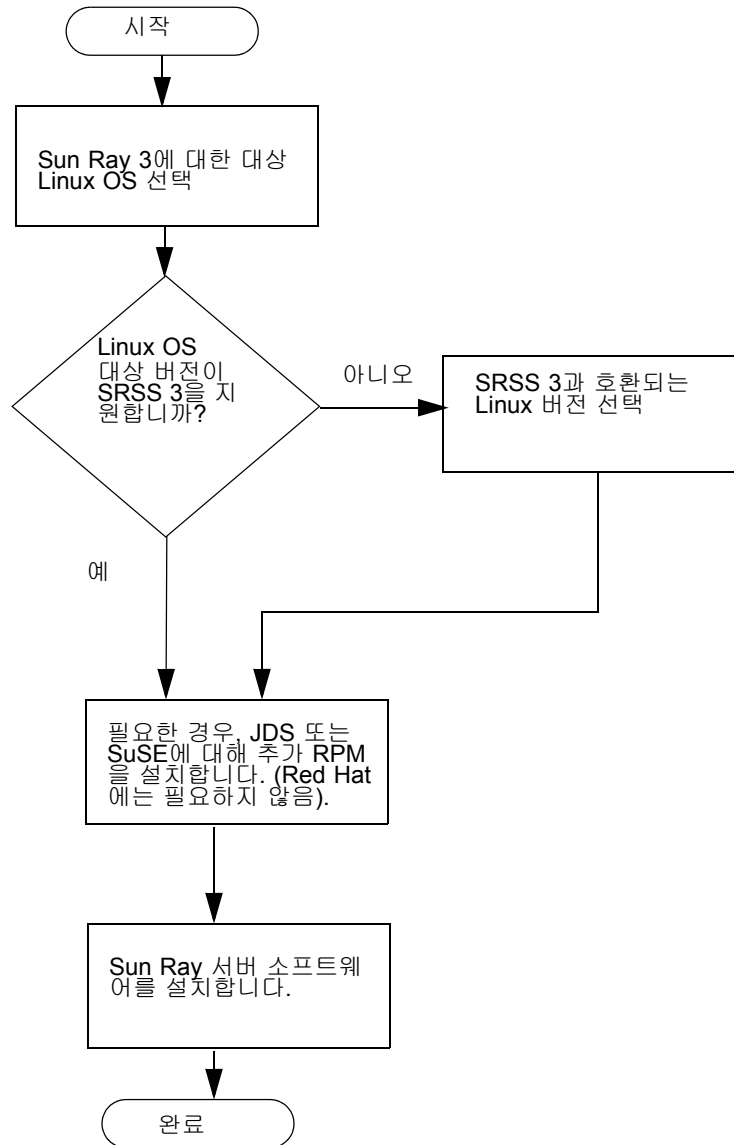 시작
Sun Ray 3에 대한 대상
Linux OS 선택
Linux OS
대상 버전이
SRSS 3을 지
원합니까?
아니오
SRSS 3과 호환되는
Linux 버전 선택
예
필요한 경우, JDS 또는
SuSE에 대해 추가 RPM
을 설치합니다. (Red Hat
에는 필요하지 않음).
Sun Ray 서버 소프트웨
어를 설치합니다.
완료